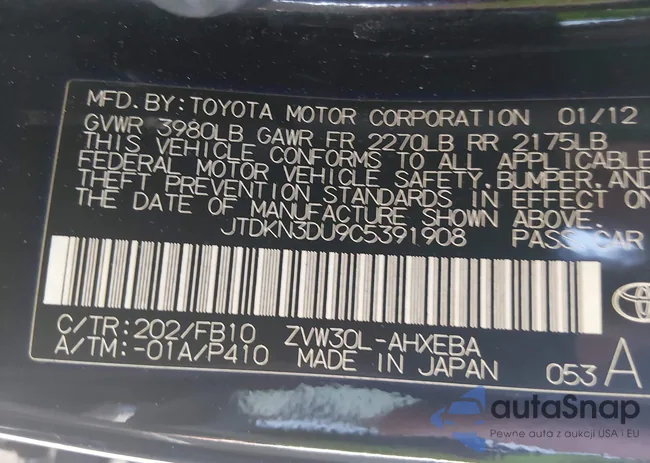 MFD. BY: TOYOTA MOTOR CORPORATION 01/12
GVWR 3980LB GAWR FR 2270LB RR 2175LB
THIS VEHICLE CONFORMS TO ALL APPLICABLE
FEDERAL MOTOR VEHICLE SAFETY, BUMPER, AND
THEFT PREVENTION STANDARDS IN EFFECT ON
THE DATE OF MANUFACTURE SHOWN ABOVE.
JTDKN3DU9C5391908 PASS. CAR
C/TR: 202/FB10 ZVW30L-AHXEBA
A/TM: -01A/P410 MADE IN JAPAN 053 A
autaSnap
Pewne auta z aukcji USA i EU